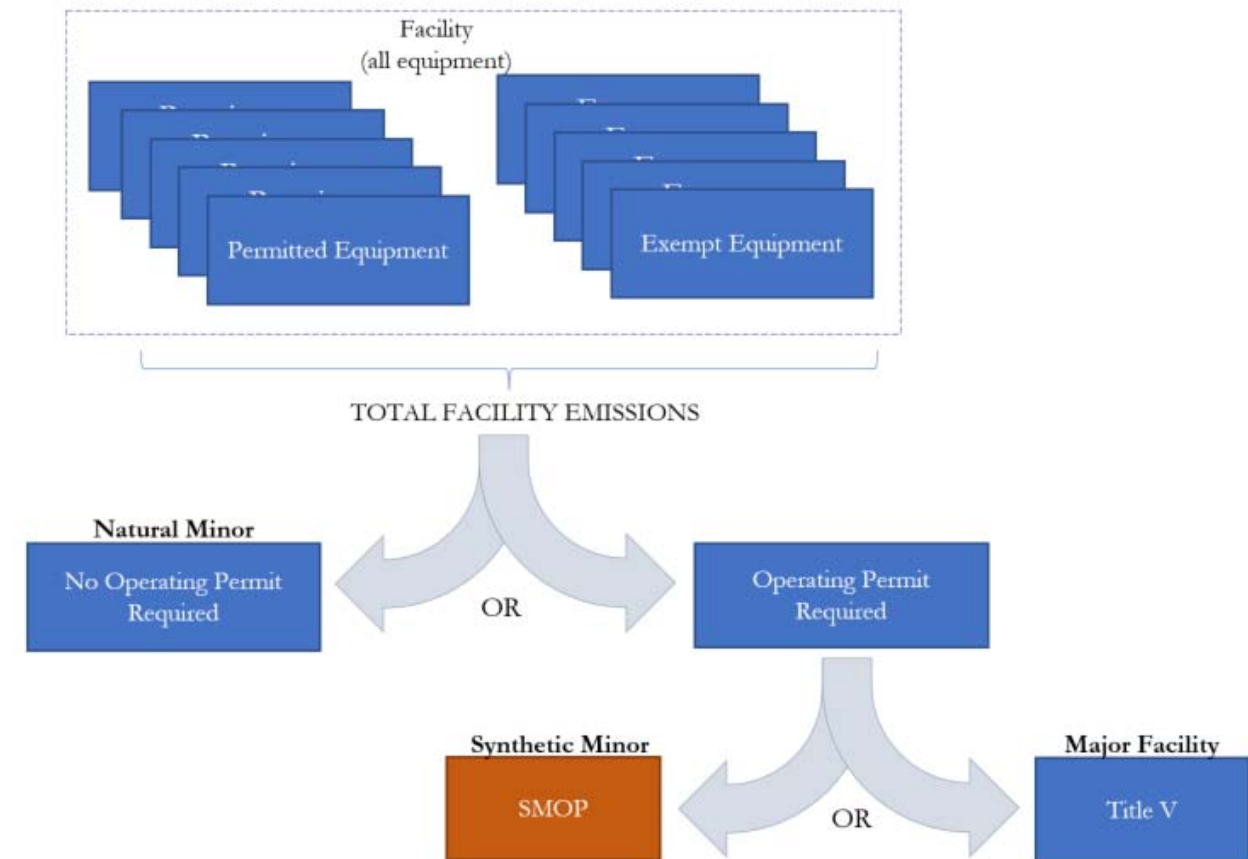 Facility
(all equipment)
Permitted Equipment
Exempt Equipment
TOTAL FACILITY EMISSIONS
Natural Minor
No Operating Permit
Required
OR
Operating Permit
Required
Synthetic Minor
SMOP
OR
Major Facility
Title V